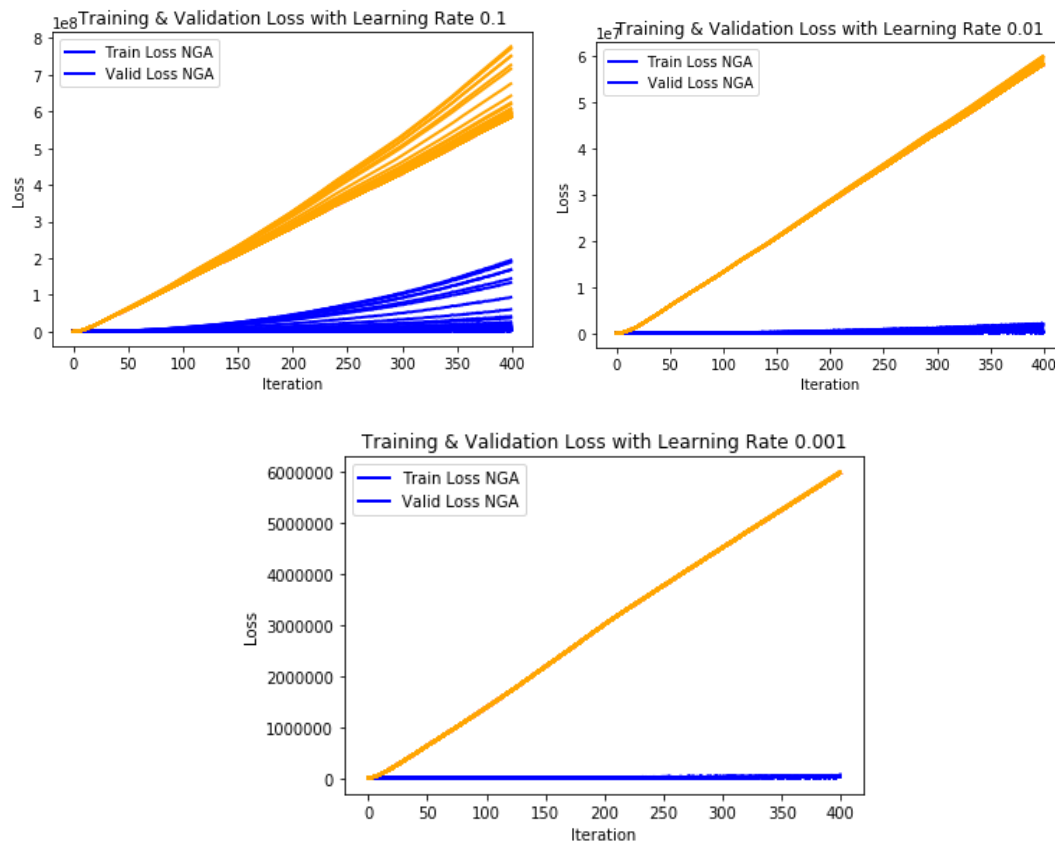 1e8
Training & Validation Loss with Learning Rate 0.1
Train Loss NGA
Valid Loss NGA
8
7
6
5
4
3
2
1
0
Loss
0 50 100 150 200 250 300 350 400
Iteration
1e7
Training & Validation Loss with Learning Rate 0.01
Train Loss NGA
Valid Loss NGA
6
5
4
3
2
1
0
Loss
0 50 100 150 200 250 300 350 400
Iteration
Training & Validation Loss with Learning Rate 0.001
Train Loss NGA
Valid Loss NGA
6000000
5000000
4000000
3000000
2000000
1000000
0
Loss
0 50 100 150 200 250 300 350 400
Iteration